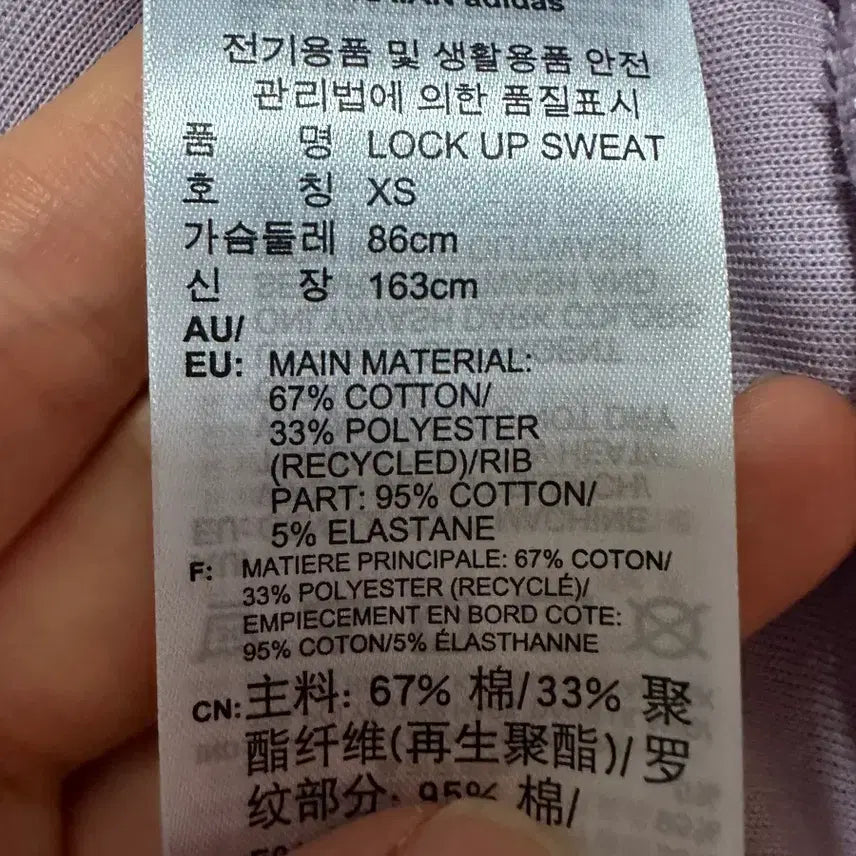 adidas
전기용품 및 생활용품 안전
관리법에 의한 품질표시
품 명 LOCK UP SWEAT
호 칭 XS
가슴둘레 86cm
신 장 163cm
AU/
EU: MAIN MATERIAL:
67% COTTON/
33% POLYESTER
(RECYCLED)/RIB
PART: 95% COTTON/
5% ELASTANE
F: MATIERE PRINCIPALE: 67% COTON/
33% POLYESTER (RECYCLÉ)/
EMPIECEMENT EN BORD COTE:
95% COTON/5% ÉLASTHANNE
CN: 主料: 67% 棉/33% 聚
酯纤维(再生聚酯)/罗
纹部分: 95% 棉/